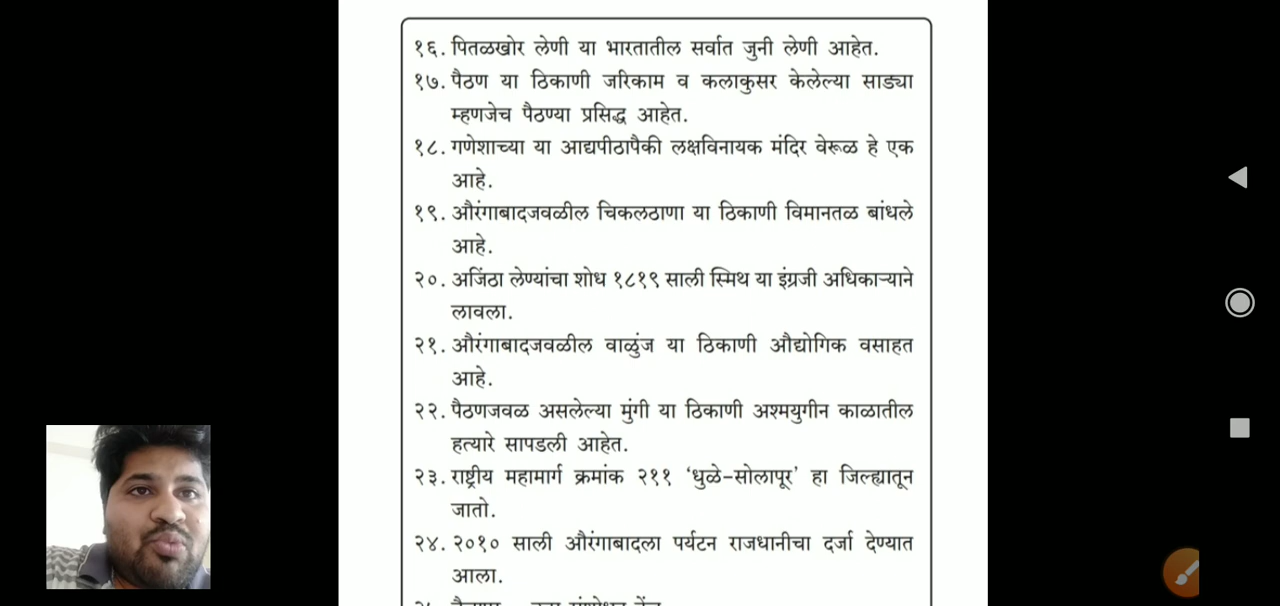 १६. पितळखोर लेणी या भारतातील सर्वात जुनी लेणी आहेत.
१७. पैठण या ठिकाणी जरिकाम व कलाकुसर केलेल्या साड्या
म्हणजेच पैठण्या प्रसिद्ध आहेत.
१८. गणेशाच्या या आद्यपीठापैकी लक्षविनायक मंदिर वेरूळ हे एक
आहे.
१९. औरंगाबादजवळील चिकलठाणा या ठिकाणी विमानतळ बांधले
आहे.
२०. अजिंठा लेण्यांचा शोध १८१९ साली स्मिथ या इंग्रजी अधिकाऱ्याने
लावला.
२१. औरंगाबादजवळील वाळुंज या ठिकाणी औद्योगिक वसाहत
आहे.
२२. पैठणजवळ असलेल्या मुंगी या ठिकाणी अश्मयुगीन काळातील
हत्यारे सापडली आहेत.
२३. राष्ट्रीय महामार्ग क्रमांक २११ ‘धुळे-सोलापूर’ हा जिल्ह्यातून
जातो.
२४. २०१० साली औरंगाबादला पर्यटन राजधानीचा दर्जा देण्यात
आला.